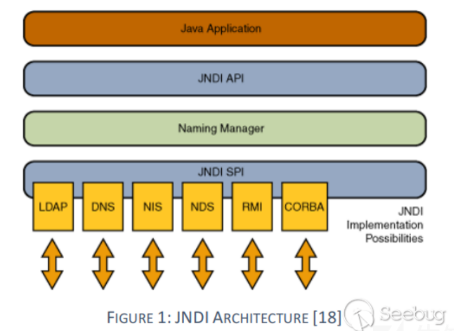 Java Application
JNDI API
Naming Manager
JNDI SPI
LDAP
DNS
NIS
NDS
RMI
CORBA
JNDI
Implementation
Possibilities
FIGURE 1: JNDI ARCHITECTURE [18]
Seebug